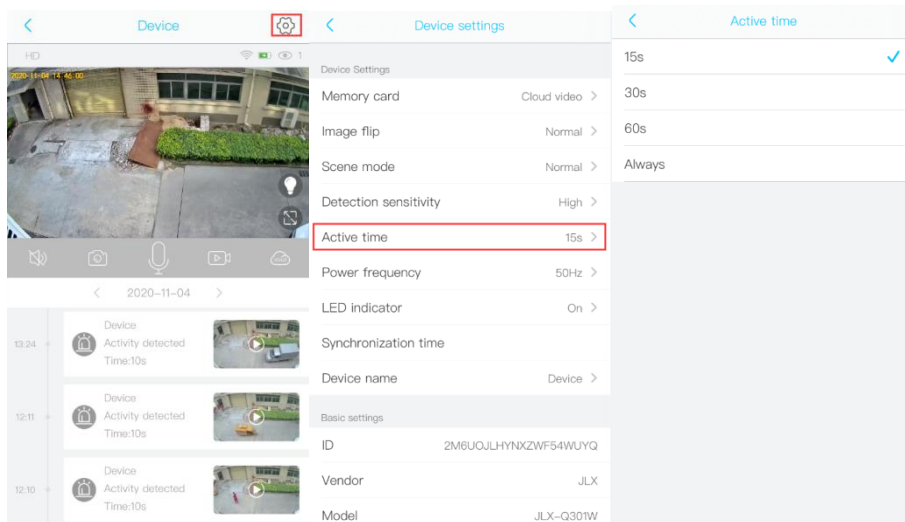 Device
HD
1
2020-11-04 14:46:00
2020-11-04
13:24
Device
Activity detected
Time:10s
12:11
Device
Activity detected
Time:10s
12:10
Device
Activity detected
Time:10s
Device settings
Device Settings
Memory card Cloud video
Image flip Normal
Scene mode Normal
Detection sensitivity High
Active time 15s
Power frequency 50Hz
LED indicator On
Synchronization time
Device name Device
Basic settings
ID 2M6UOJLHYNXZWF54WUYQ
Vendor JLX
Model JLX-Q301W
Active time
15s
30s
60s
Always